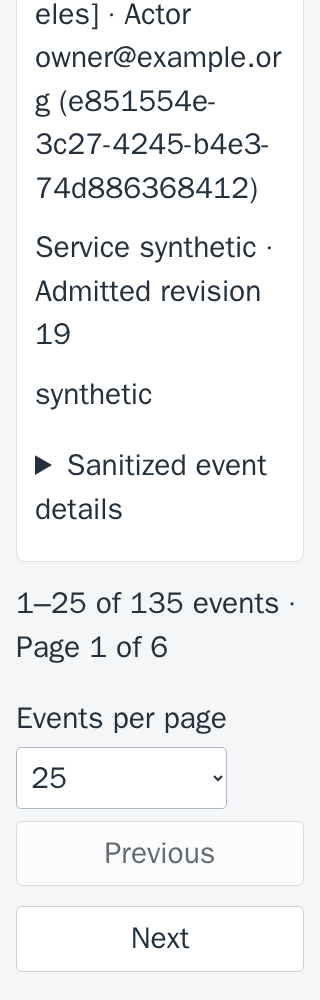 eles] · Actor
owner@example.or
g (e851554e-
3c27-4245-b4e3-
74d886368412)
Service synthetic ·
Admitted revision
19
synthetic
▶ Sanitized event
details
1–25 of 135 events ·
Page 1 of 6
Events per page
25
Previous
Next